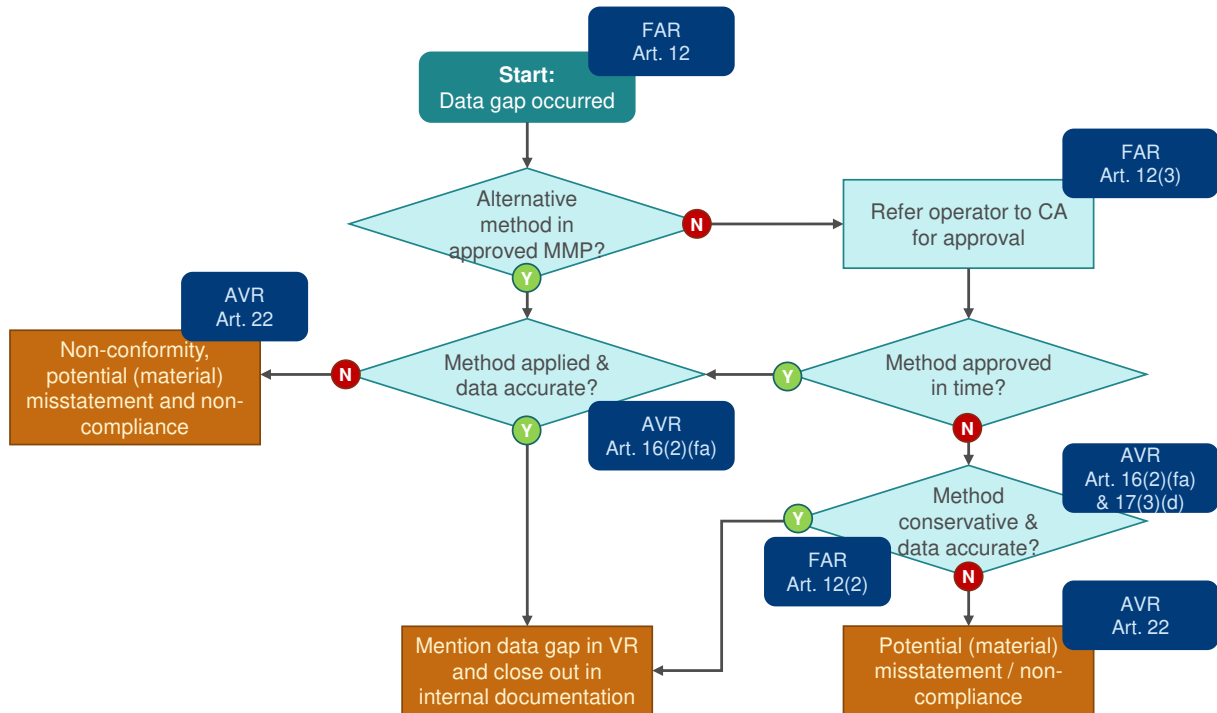 FAR
Art. 12
Start:
Data gap occurred
FAR
Art. 12(3)
Alternative
method in
approved MMP?
N
Refer operator to CA
for approval
Y
AVR
Art. 22
Non-conformity,
potential (material)
misstatement and non-
compliance
N
Method applied &
data accurate?
Y
Method approved
in time?
Y
AVR
Art. 16(2)(fa)
N
AVR
Art. 16(2)(fa)
& 17(3)(d)
Method
conservative &
data accurate?
Y
FAR
Art. 12(2)
N
AVR
Art. 22
Mention data gap in VR
and close out in
internal documentation
Potential (material)
misstatement / non-
compliance